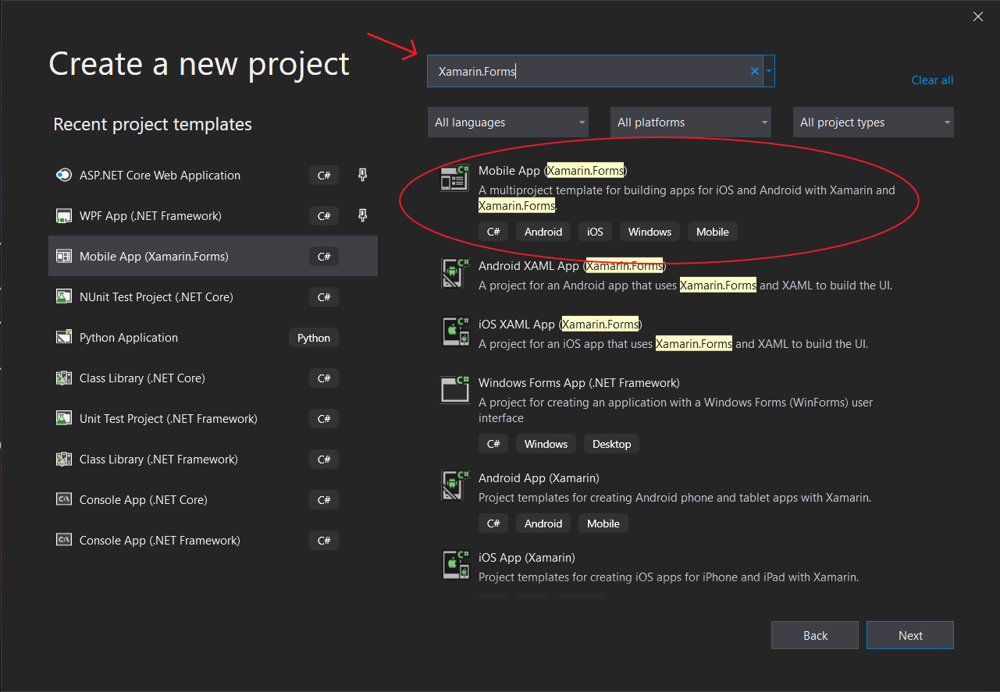 Create a new project
Xamarin.Forms
Clear all
All languages
All platforms
All project types
Recent project templates
ASP.NET Core Web Application
C#
WPF App (.NET Framework)
C#
Mobile App (Xamarin.Forms)
C#
NUnit Test Project (.NET Core)
C#
Python Application
Python
Class Library (.NET Core)
C#
Unit Test Project (.NET Framework)
C#
Class Library (.NET Framework)
C#
Console App (.NET Core)
C#
Console App (.NET Framework)
C#
Mobile App (Xamarin.Forms)
A multiproject template for building apps for iOS and Android with Xamarin and
Xamarin.Forms.
C# Android iOS Windows Mobile
Android XAML App (Xamarin.Forms)
A project for an Android app that uses Xamarin.Forms and XAML to build the UI.
iOS XAML App (Xamarin.Forms)
A project for an iOS app that uses Xamarin.Forms and XAML to build the UI.
Windows Forms App (.NET Framework)
A project for creating an application with a Windows Forms (WinForms) user
interface
C# Windows Desktop
Android App (Xamarin)
Project templates for creating Android phone and tablet apps with Xamarin.
C# Android Mobile
iOS App (Xamarin)
Project templates for creating iOS apps for iPhone and iPad with Xamarin.
Back
Next